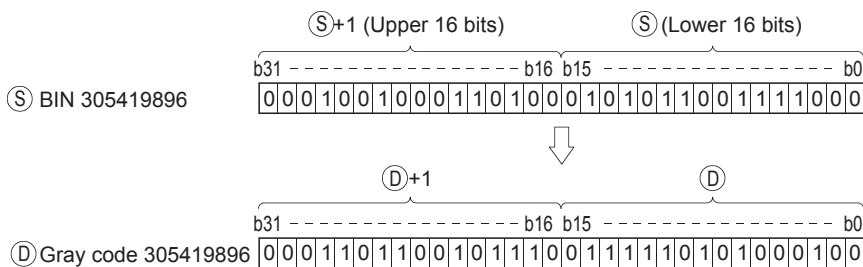 Ⓢ+1 (Upper 16 bits) Ⓢ (Lower 16 bits)
b31 b16 b15 b0
Ⓢ BIN 305419896 0 0 0 1 0 0 1 0 0 0 1 1 0 1 0 0 0 1 0 1 0 1 1 0 0 1 1 1 1 0 0 0
Ⓓ+1 Ⓓ
b31 b16 b15 b0
Ⓓ Gray code 305419896 0 0 0 1 1 0 1 1 0 0 1 0 1 1 1 0 0 1 1 1 1 1 0 1 0 1 0 0 0 1 0 0